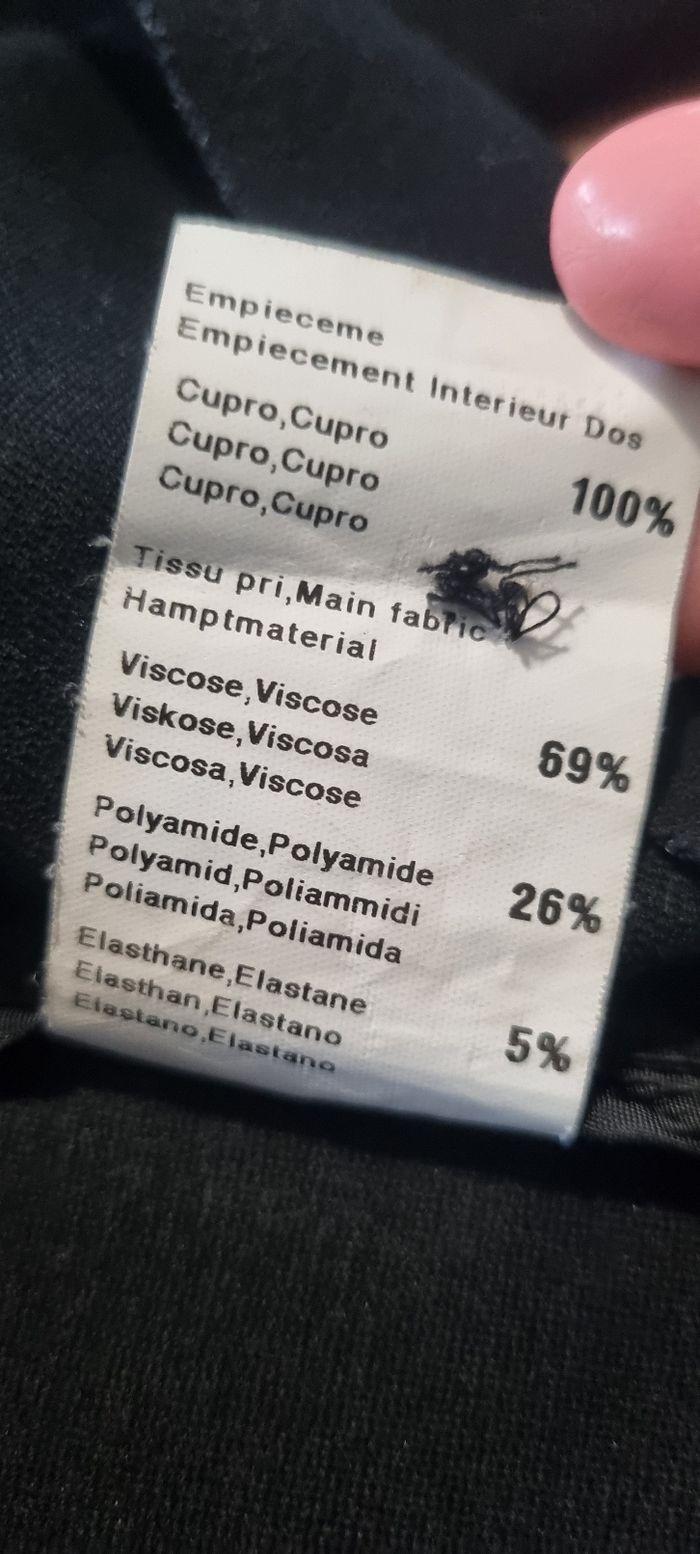 Empieceme
Empiecement Interieur Dos
Cupro,Cupro
Cupro,Cupro
Cupro,Cupro
100%
Tissu pri,Main fabric
Hamptmaterial
Viscose,Viscose
Viskose,Viscosa
Viscosa,Viscose
69%
Polyamide,Polyamide
Polyamid,Poliammidi
Poliamida,Poliamida
26%
Elasthane,Elastane
Elasthan,Elastano
Elastano,Elastano
5%